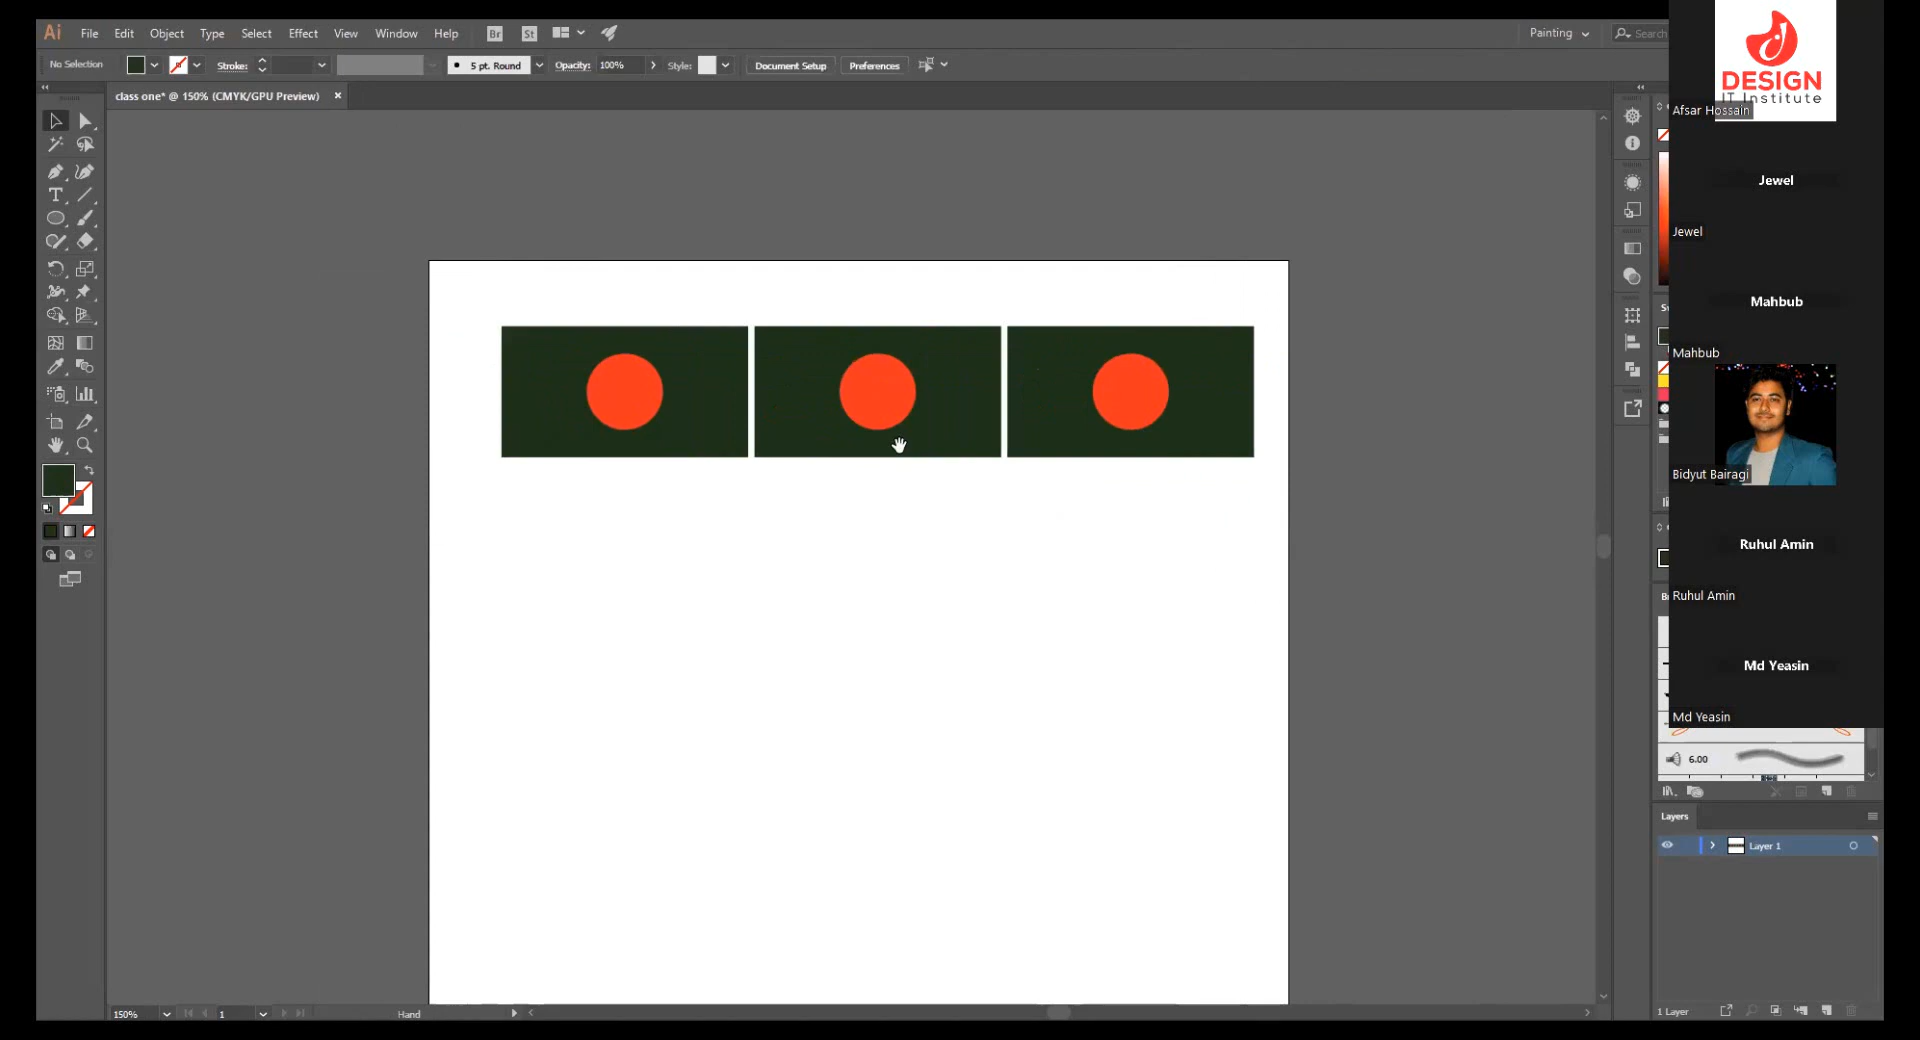 Ai File Edit Object Type Select Effect View Window Help Br St Painting Search
No Selection Stroke: 5 pt. Round Opacity: 100% Style: Document Setup Preferences
class one* @ 150% (CMYK/GPU Preview) ×
DESIGN
IT Institute
Afsar Hossain
Jewel
Jewel
Mahbub
Mahbub
Bidyut Bairagi
Ruhul Amin
Ruhul Amin
Md Yeasin
Md Yeasin
6.00
Layers
Layer 1
1 Layer
150% 1 Hand